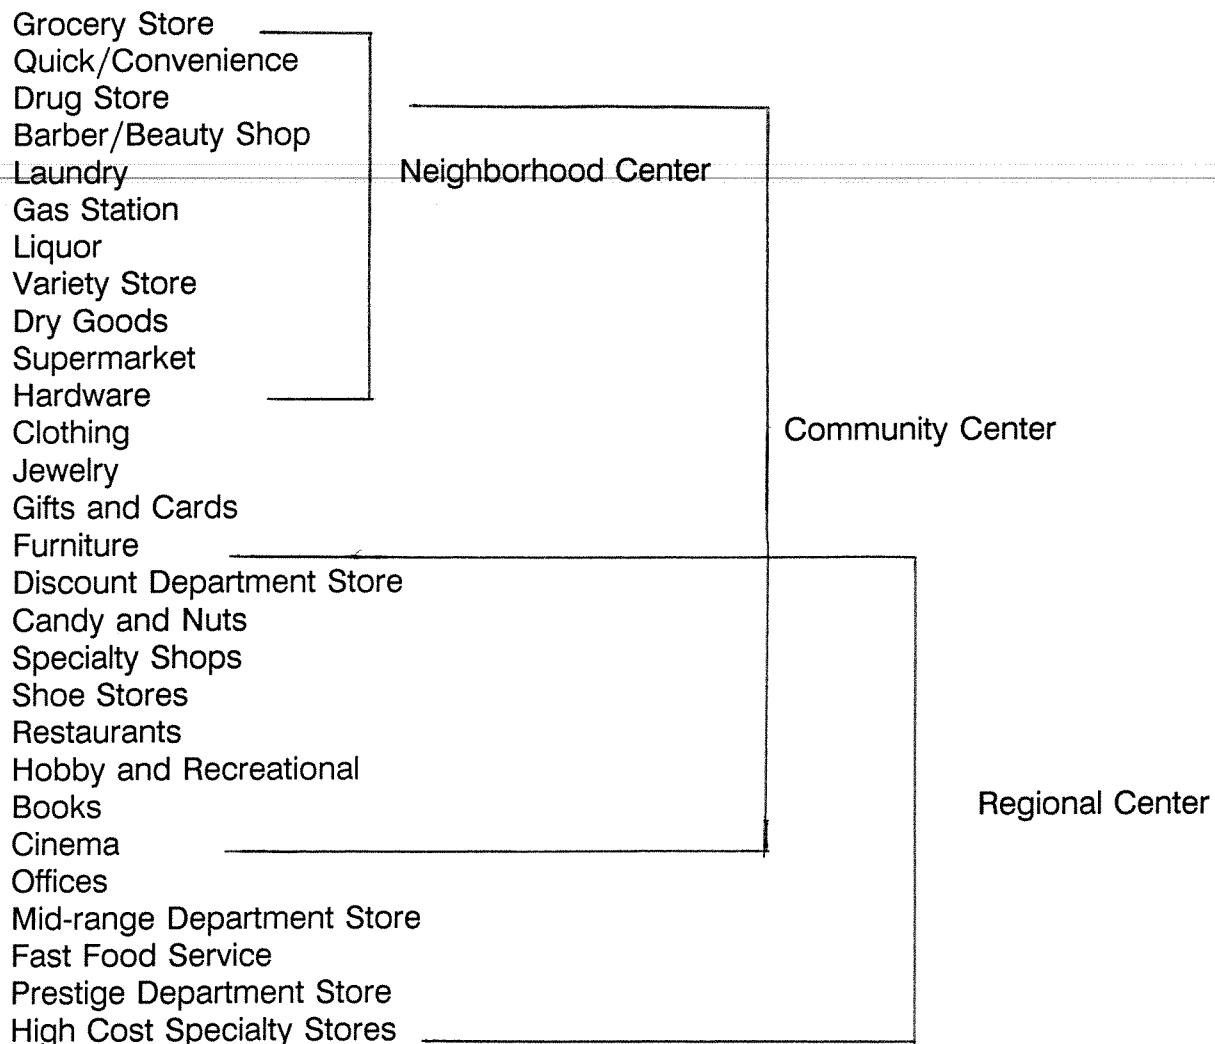 Grocery Store
Quick/Convenience
Drug Store
Barber/Beauty Shop
Laundry
Neighborhood Center
Gas Station
Liquor
Variety Store
Dry Goods
Supermarket
Hardware
Clothing
Community Center
Jewelry
Gifts and Cards
Furniture
Discount Department Store
Candy and Nuts
Specialty Shops
Shoe Stores
Restaurants
Hobby and Recreational
Books
Regional Center
Cinema
Offices
Mid-range Department Store
Fast Food Service
Prestige Department Store
High Cost Specialty Stores